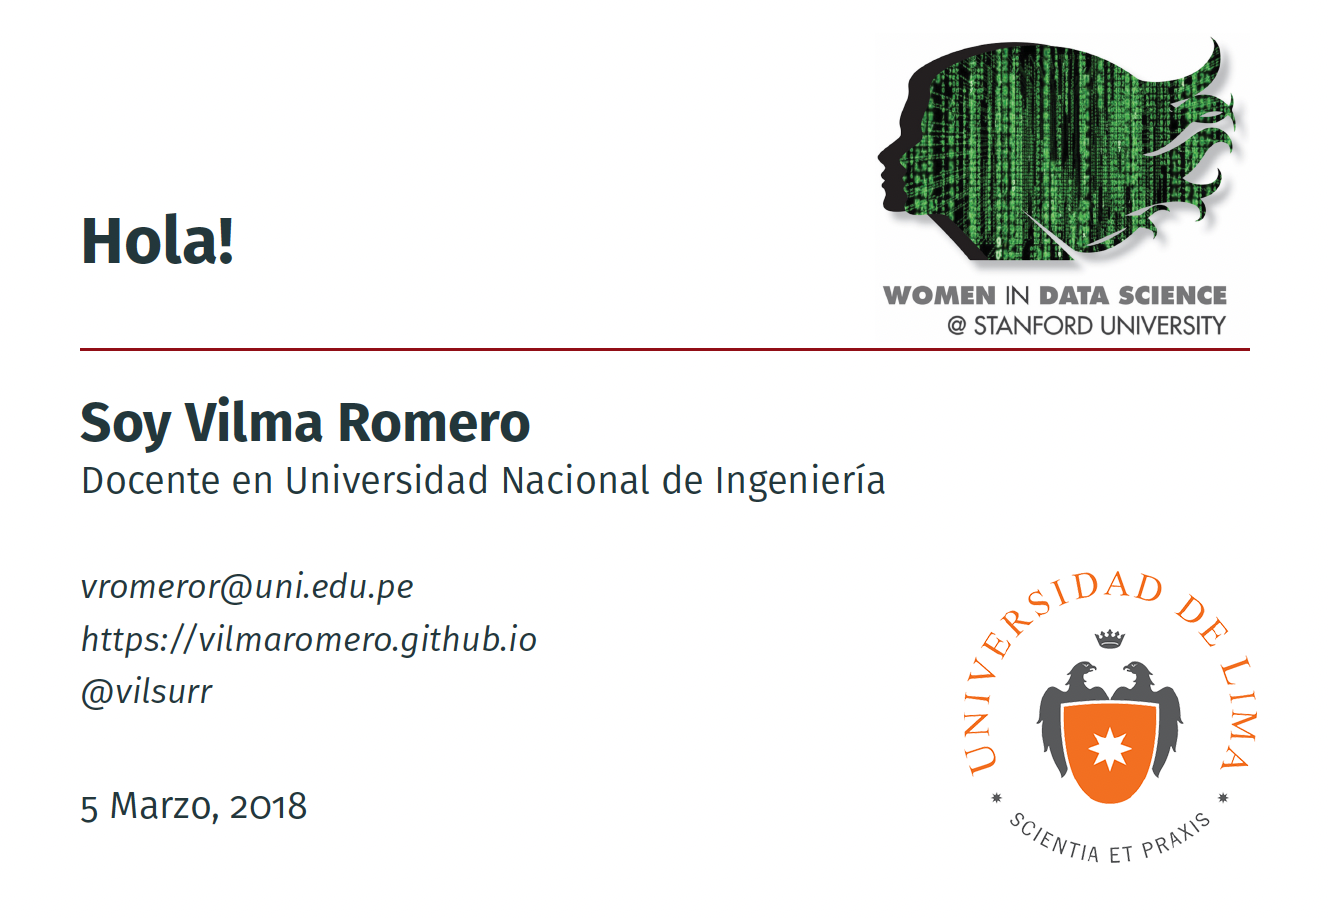 Hola!
WOMEN IN DATA SCIENCE
@ STANFORD UNIVERSITY
Soy Vilma Romero
Docente en Universidad Nacional de Ingeniería
vromeror@uni.edu.pe
https://vilmaromero.github.io
@vilsurr
5 Marzo, 2018
UNIVERSIDAD DE LIMA
SCIENTIA ET PRAXIS